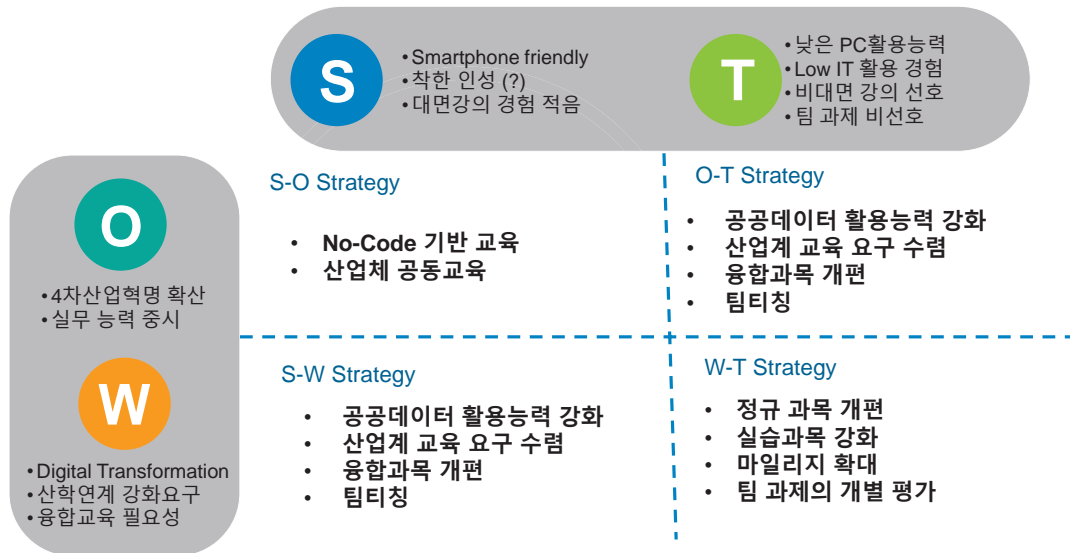 S
• Smartphone friendly
• 착한 인성 (?)
• 대면강의 경험 적음
T
• 낮은 PC활용능력
• Low IT 활용 경험
• 비대면 강의 선호
• 팀 과제 비선호
O
• 4차산업혁명 확산
• 실무 능력 중시
W
• Digital Transformation
• 산학연계 강화요구
• 융합교육 필요성
S-O Strategy
• No-Code 기반 교육
• 산업체 공동교육
O-T Strategy
• 공공데이터 활용능력 강화
• 산업계 교육 요구 수렴
• 융합과목 개편
• 팀티칭
S-W Strategy
• 공공데이터 활용능력 강화
• 산업계 교육 요구 수렴
• 융합과목 개편
• 팀티칭
W-T Strategy
• 정규 과목 개편
• 실습과목 강화
• 마일리지 확대
• 팀 과제의 개별 평가